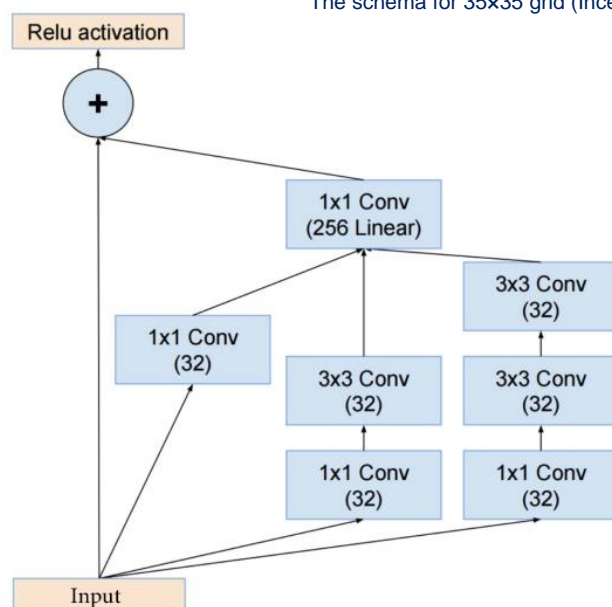 The schema for 35×35 grid
Relu activation
+
1x1 Conv
(256 Linear)
3x3 Conv
(32)
1x1 Conv
(32)
3x3 Conv
(32)
3x3 Conv
(32)
1x1 Conv
(32)
1x1 Conv
(32)
Input